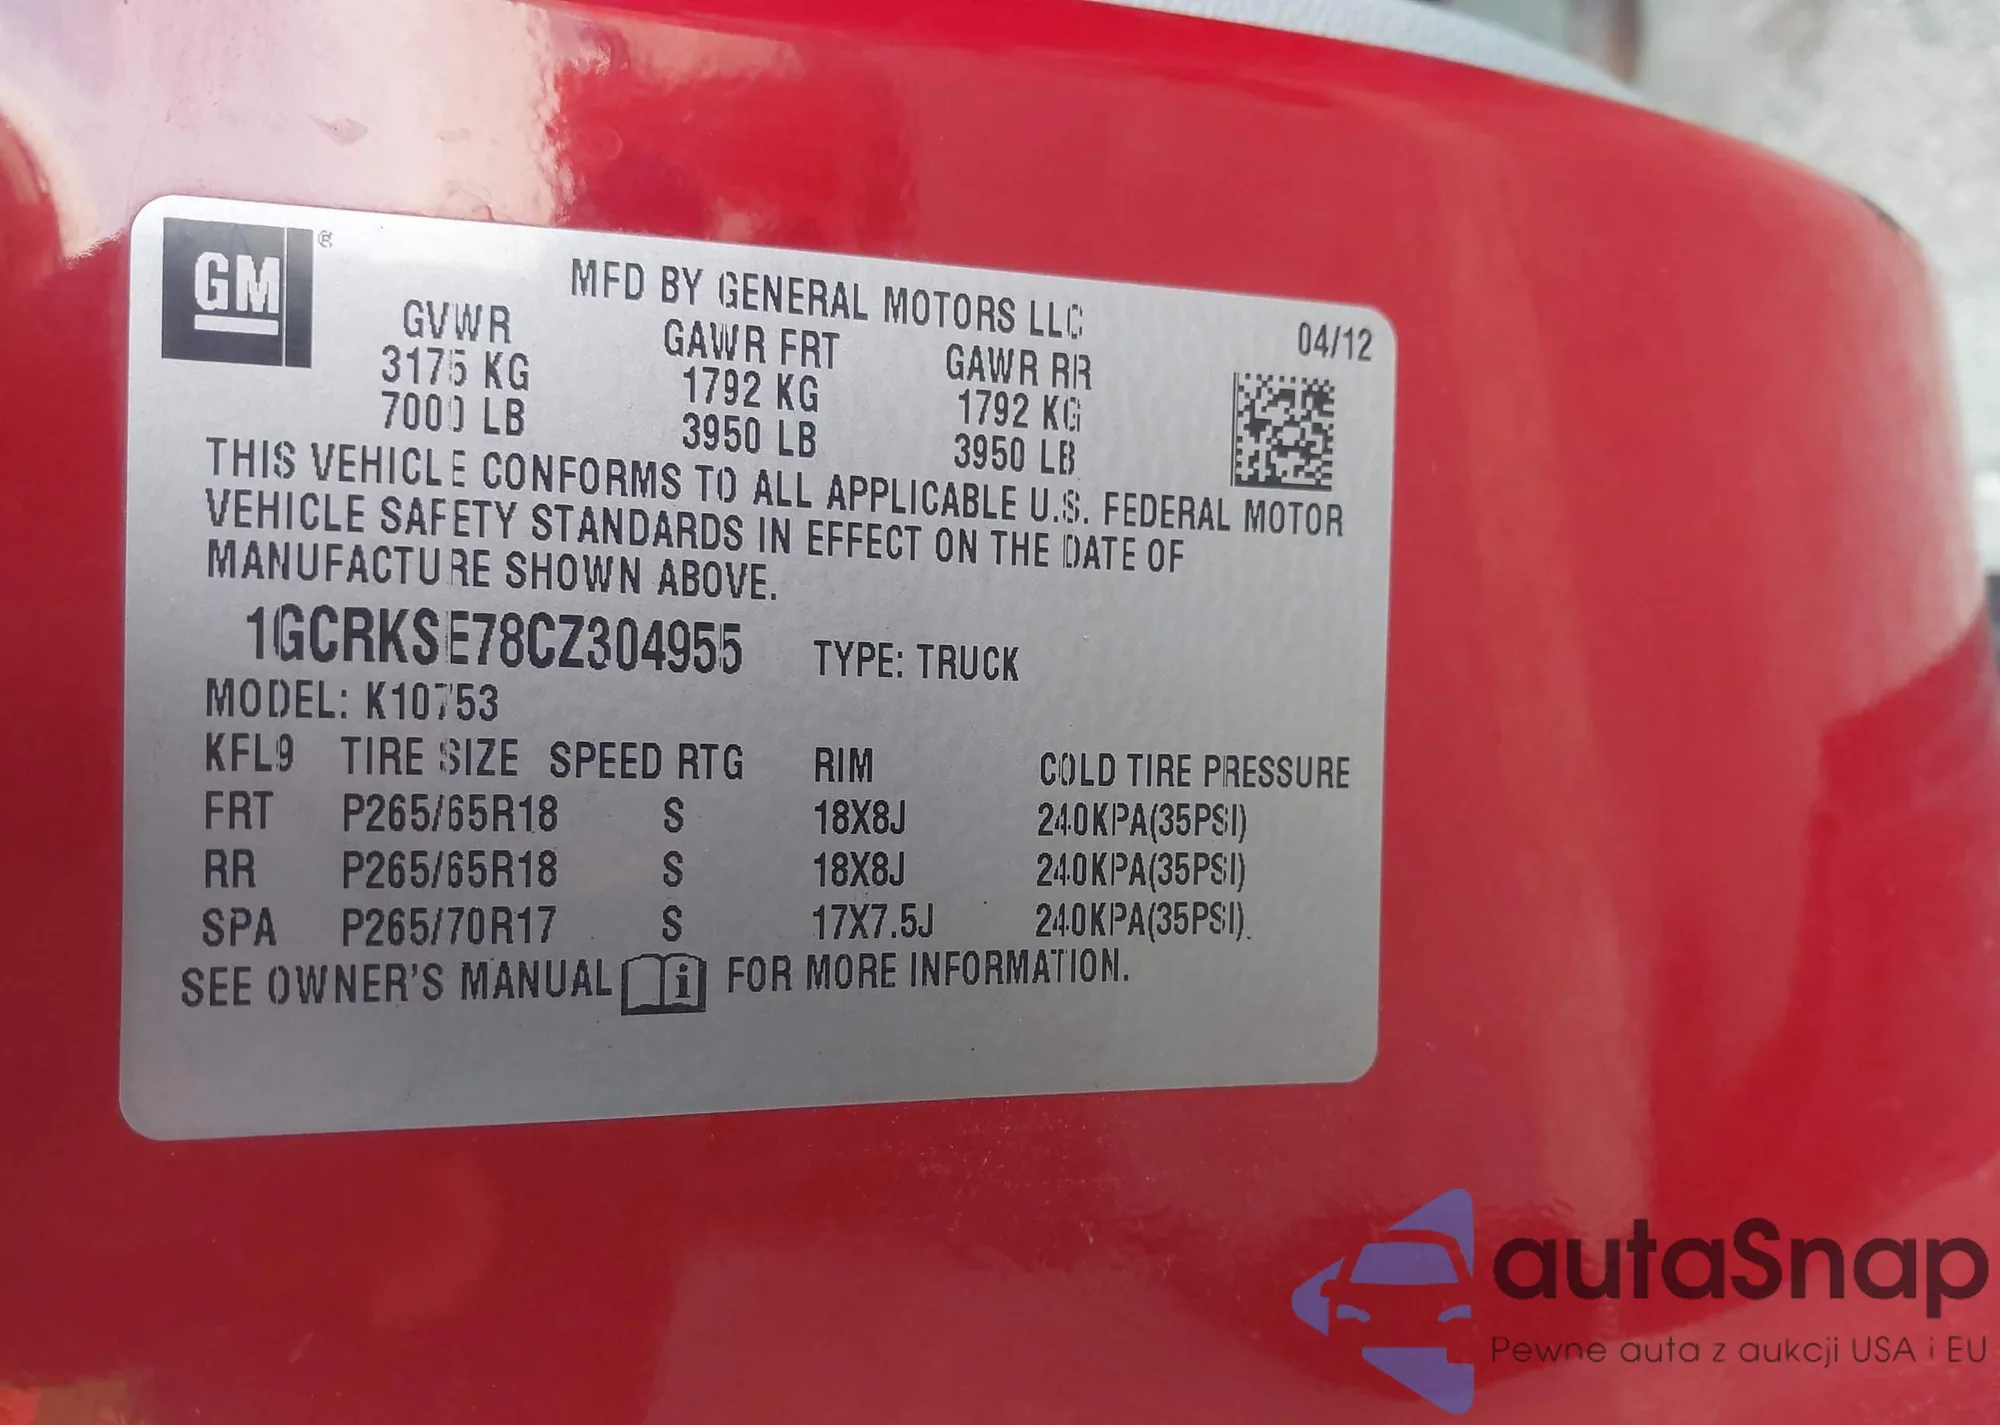 GM®
MFD BY GENERAL MOTORS LLC
04/12
GVWR GAWR FRT GAWR RR
3175 KG 1792 KG 1792 KG
7000 LB 3950 LB 3950 LB
THIS VEHICLE CONFORMS TO ALL APPLICABLE U.S. FEDERAL MOTOR
VEHICLE SAFETY STANDARDS IN EFFECT ON THE DATE OF
MANUFACTURE SHOWN ABOVE.
1GCRKSE78CZ304955 TYPE: TRUCK
MODEL: K10753
KFL9 TIRE SIZE SPEED RTG RIM COLD TIRE PRESSURE
FRT P265/65R18 S 18X8J 240KPA(35PSI)
RR P265/65R18 S 18X8J 240KPA(35PSI)
SPA P265/70R17 S 17X7.5J 240KPA(35PSI)
SEE OWNER'S MANUAL i FOR MORE INFORMATION.
autaSnap
Pewne auta z aukcji USA i EU